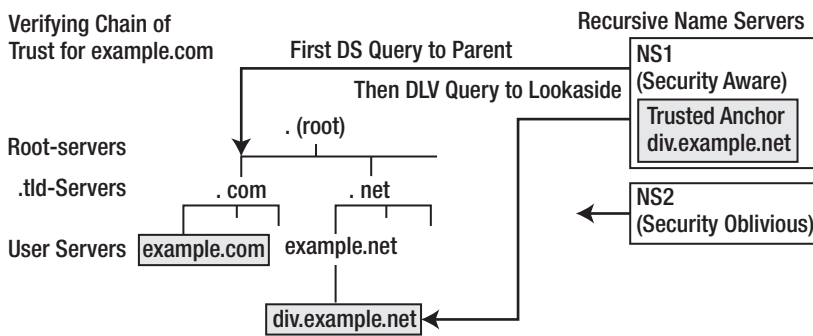 Verifying Chain of
Trust for example.com
Recursive Name Servers
First DS Query to Parent
NS1
(Security Aware)
Then DLV Query to Lookaside
Trusted Anchor
div.example.net
. (root)
Root-servers
.tld-Servers
. com
. net
NS2
(Security Oblivious)
User Servers
example.com
example.net
div.example.net